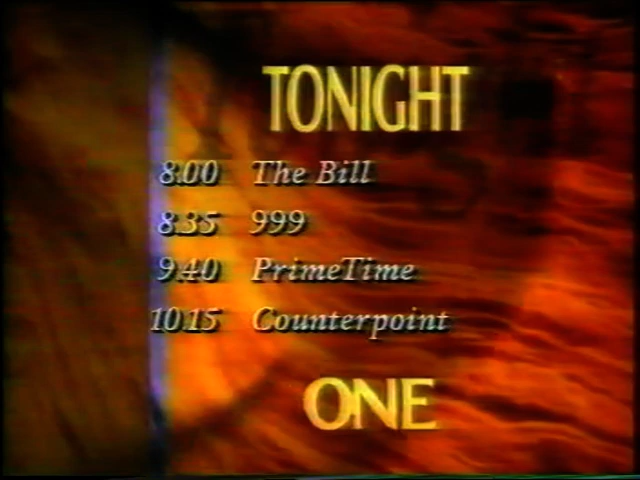 TONIGHT
8.00 The Bill
8.35 999
9.40 PrimeTime
10.15 Counterpoint
ONE